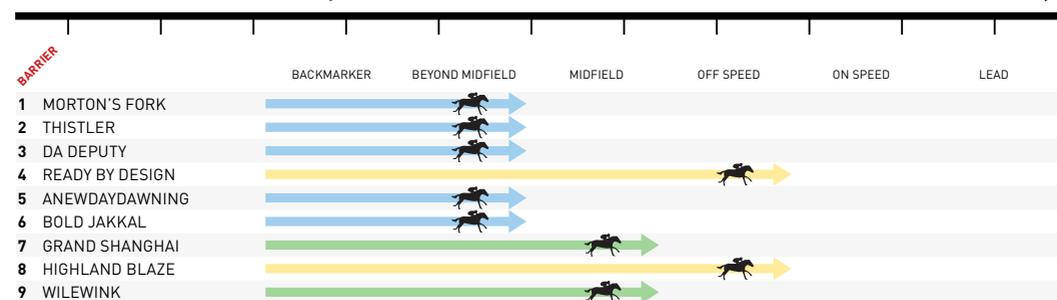 BARRIER
BACKMARKER BEYOND MIDFIELD MIDFIELD OFF SPEED ON SPEED LEAD
1 MORTON'S FORK
2 THISTLER
3 DA DEPUTY
4 READY BY DESIGN
5 ANEWDAYDAWNING
6 BOLD JAKKAL
7 GRAND SHANGHAI
8 HIGHLAND BLAZE
9 WILEWINK